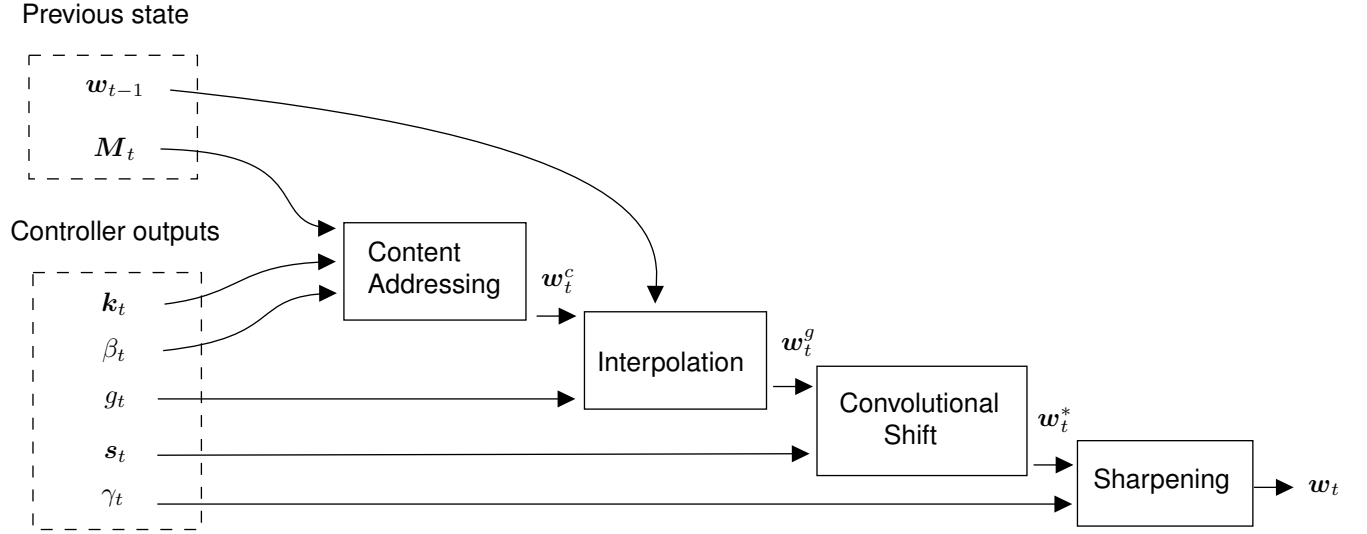 Previous state
w_{t−1}
M_t
Controller outputs
k_t
β_t
g_t
s_t
γ_t
Content
Addressing
w_t^c
Interpolation
w_t^g
Convolutional
Shift
w_t^*
Sharpening
w_t